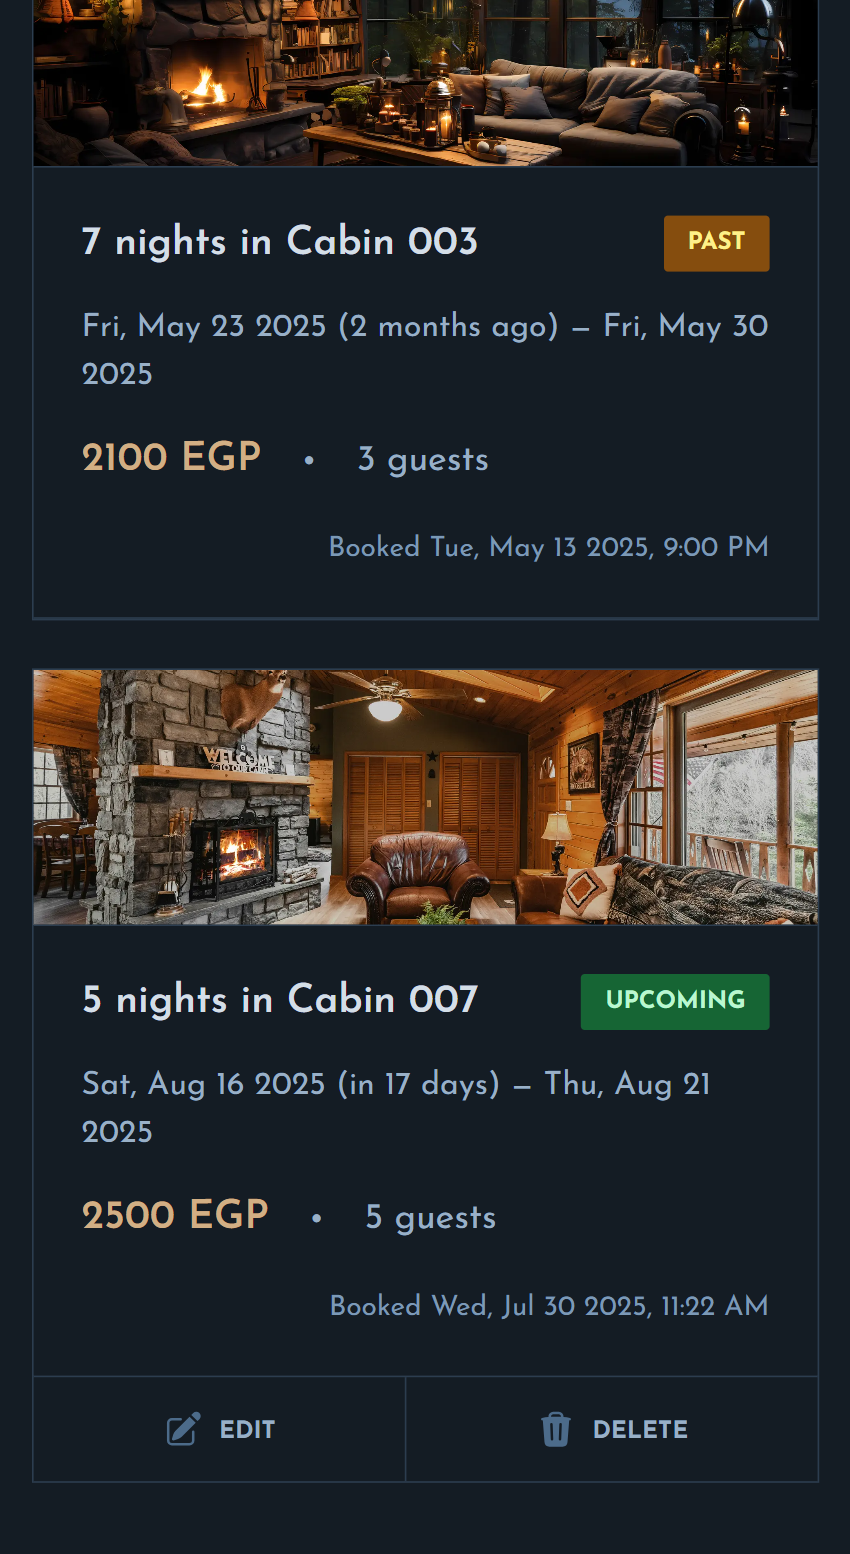 7 nights in Cabin 003
PAST
Fri, May 23 2025 (2 months ago) – Fri, May 30
2025
2100 EGP • 3 guests
Booked Tue, May 13 2025, 9:00 PM
WELCOME
TO OUR CABIN
5 nights in Cabin 007
UPCOMING
Sat, Aug 16 2025 (in 17 days) – Thu, Aug 21
2025
2500 EGP • 5 guests
Booked Wed, Jul 30 2025, 11:22 AM
EDIT
DELETE